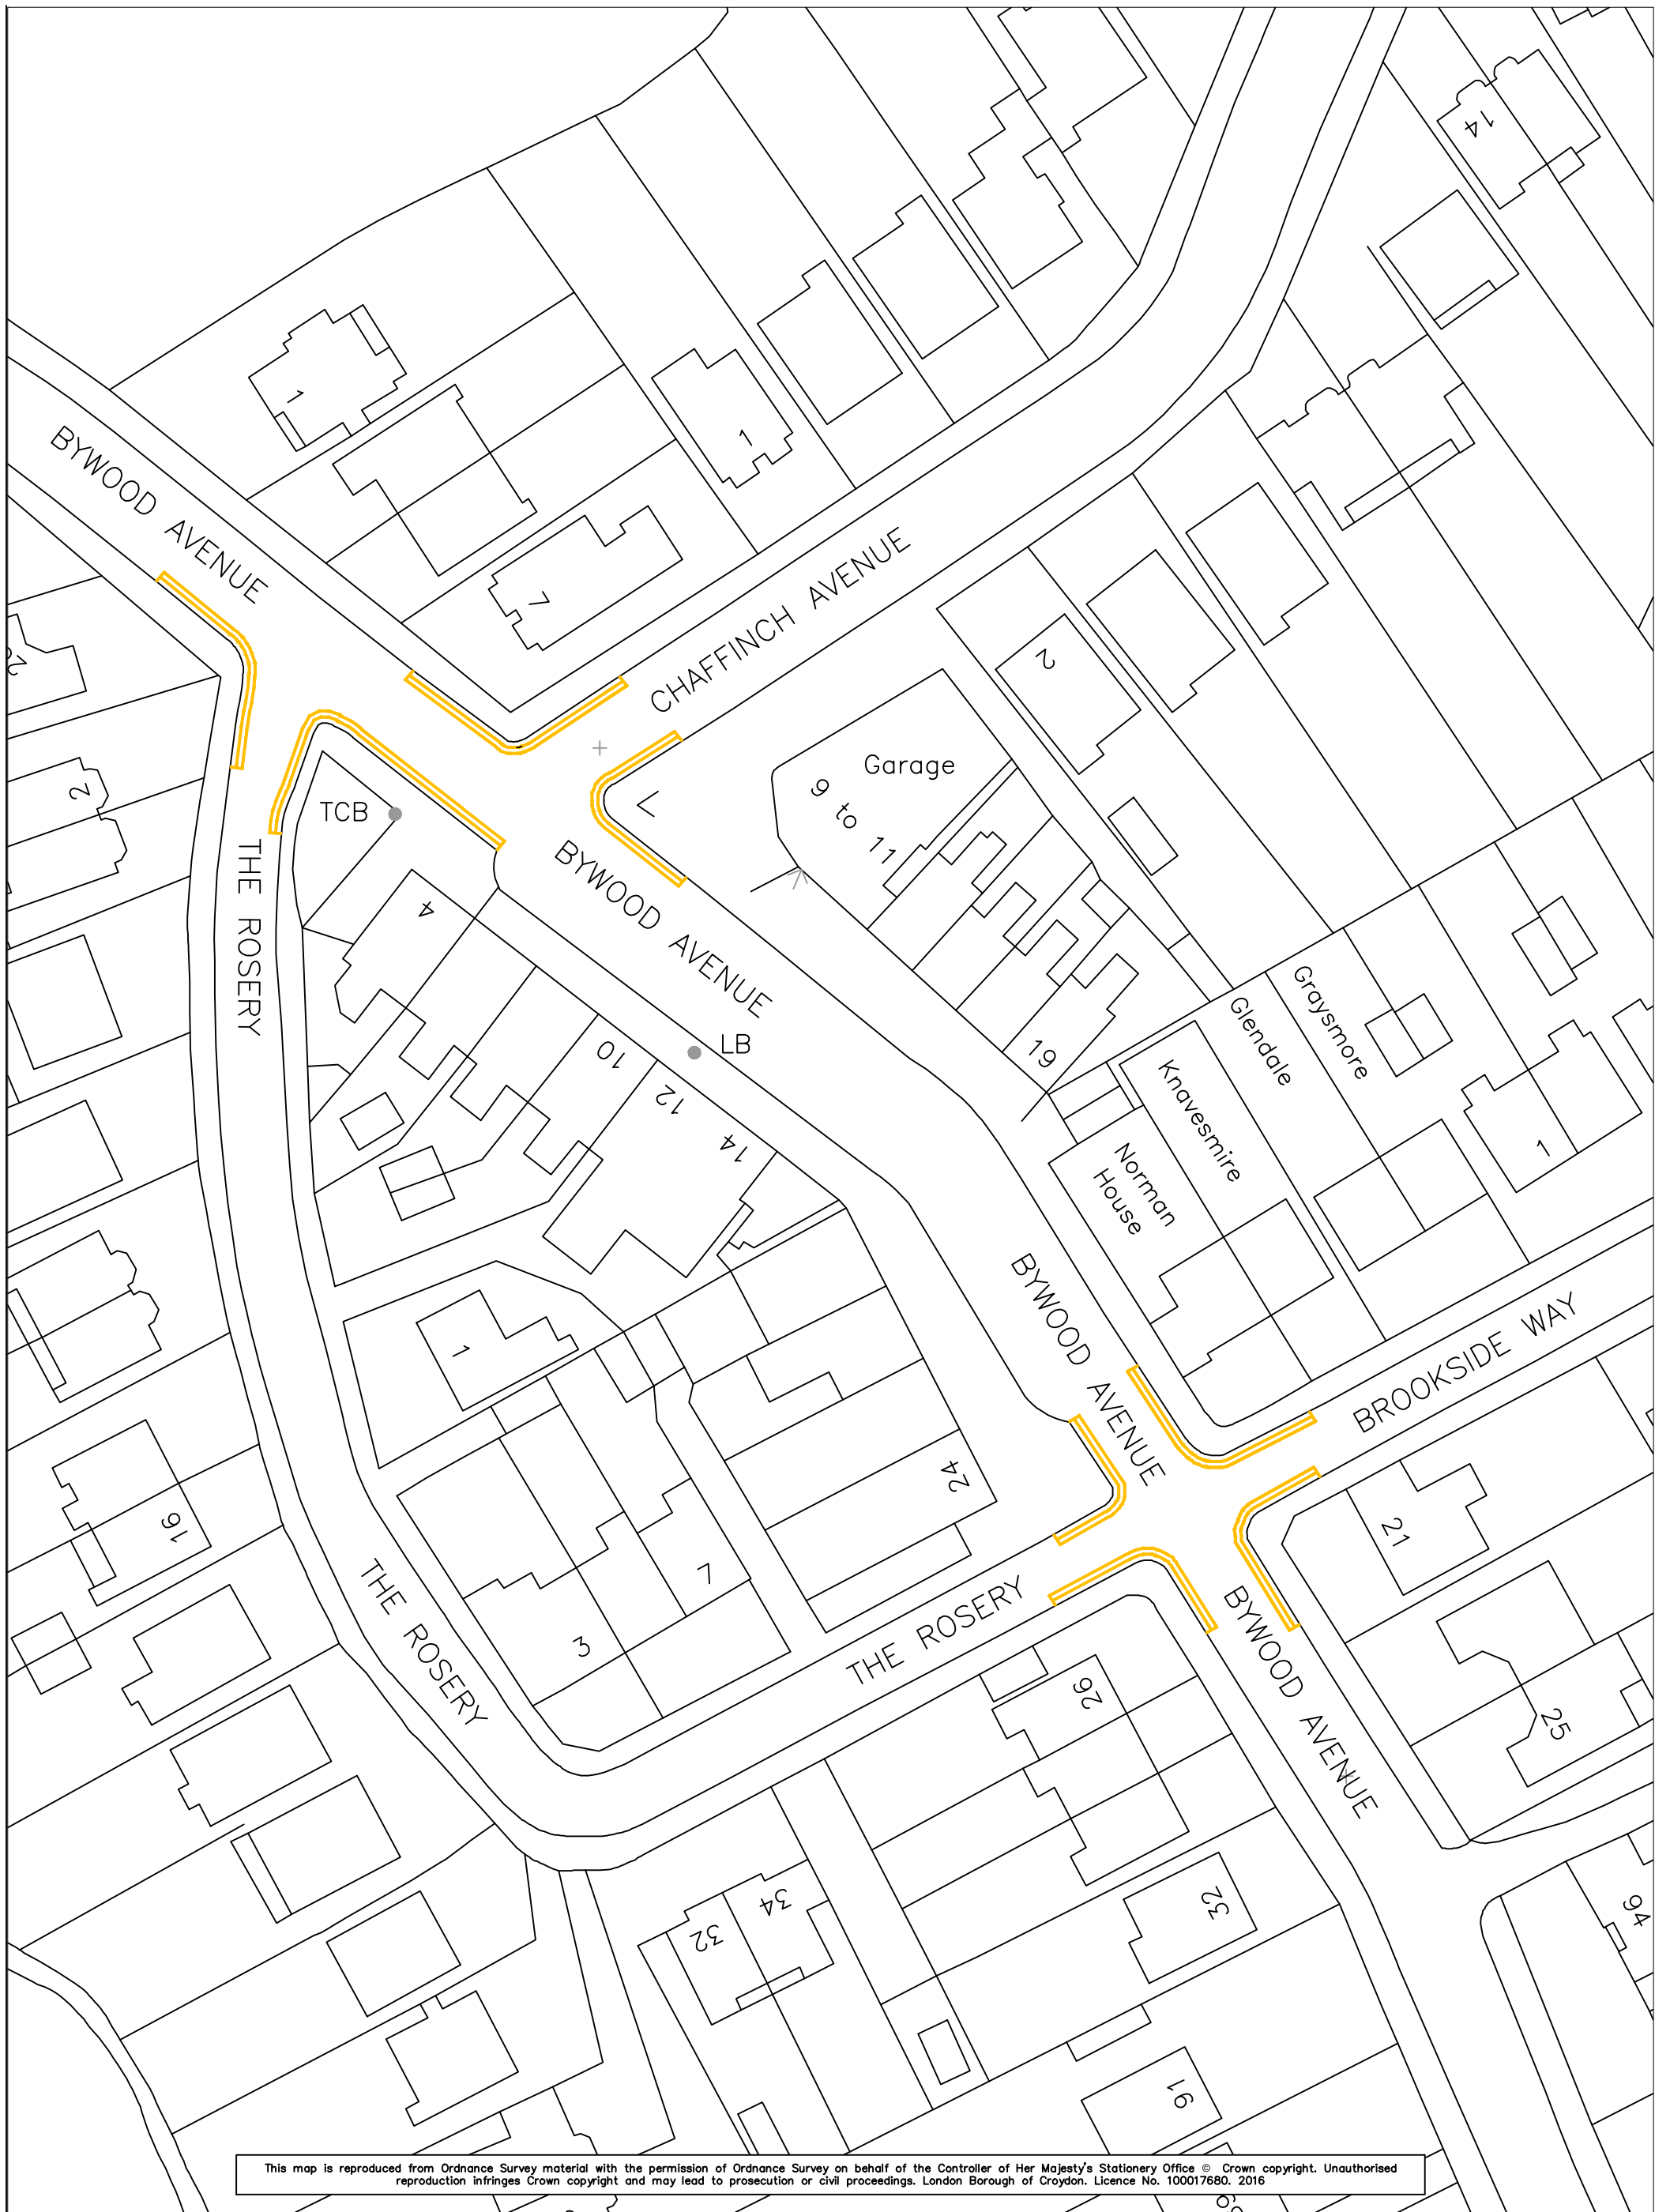 14
1
BYWOOD AVENUE
1
7
CHAFFINCH AVENUE
2
2
Garage
9 to 11
TCB
THE ROSERY
4
BYWOOD AVENUE
LB
10
12
14
19
Glendale
Graysmore
Knavesmire
Norman
House
1
BYWOOD AVENUE
BROOKSIDE WAY
1
24
16
21
7
3
THE ROSERY
THE ROSERY
BYWOOD AVENUE
26
25
32
34
32
94
91
This map is reproduced from Ordnance Survey material with the permission of Ordnance Survey on behalf of the Controller of Her Majesty's Stationery Office © Crown copyright. Unauthorised
reproduction infringes Crown copyright and may lead to prosecution or civil proceedings. London Borough of Croydon. Licence No. 100017680. 2016